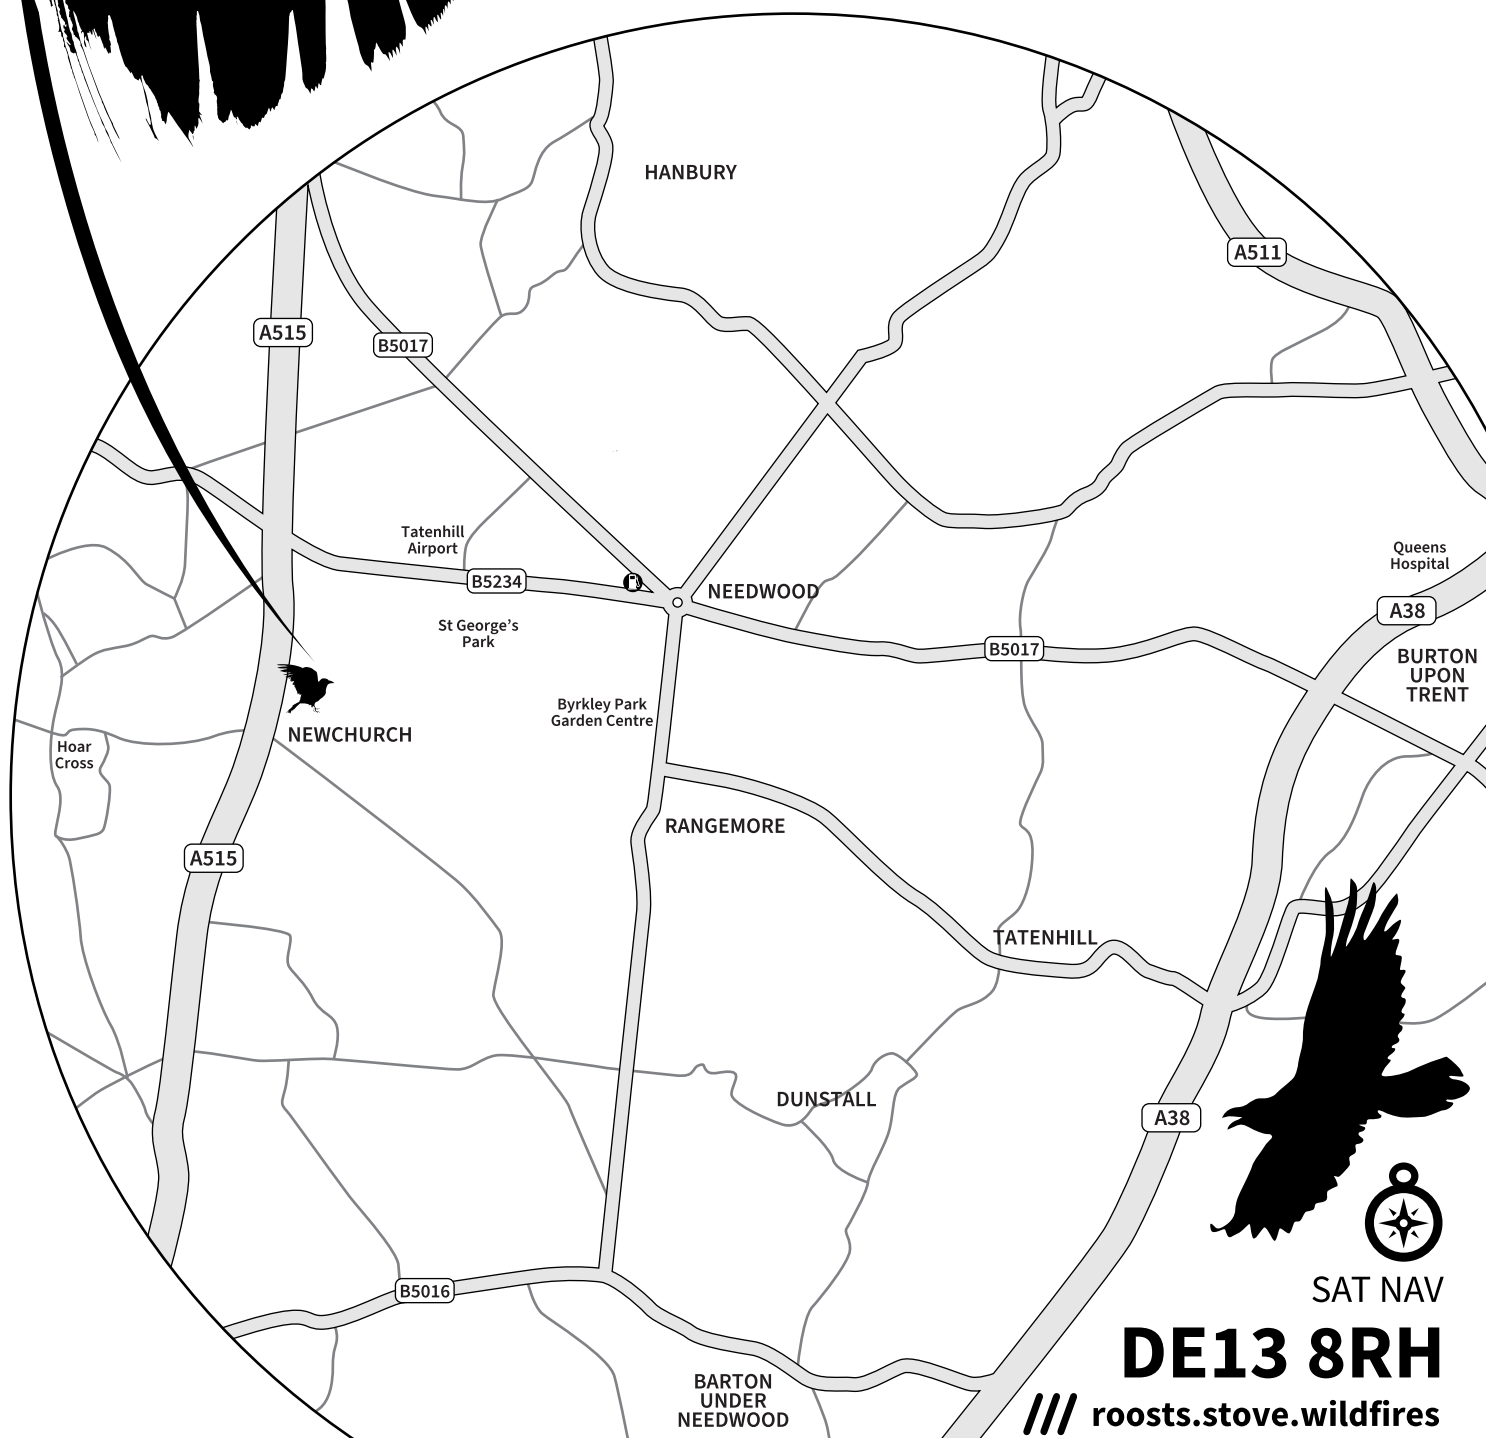 HANBURY
A511
A515
B5017
Tatenhill
Airport
Queens
Hospital
B5234
NEEDWOOD
A38
St George’s
Park
B5017
BURTON
UPON
TRENT
Byrkley Park
Garden Centre
NEWCHURCH
Hoar
Cross
RANGEMORE
A515
TATENHILL
DUNSTALL
A38
B5016
SAT NAV
DE13 8RH
BARTON
UNDER
NEEDWOOD
///roosts.stove.wildfires